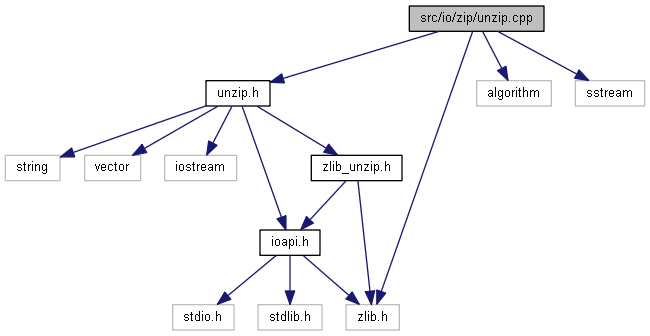 src/io/zip/unzip.cpp
unzip.h
algorithm
sstream
string
vector
iostream
zlib_unzip.h
ioapi.h
stdio.h
stdlib.h
zlib.h